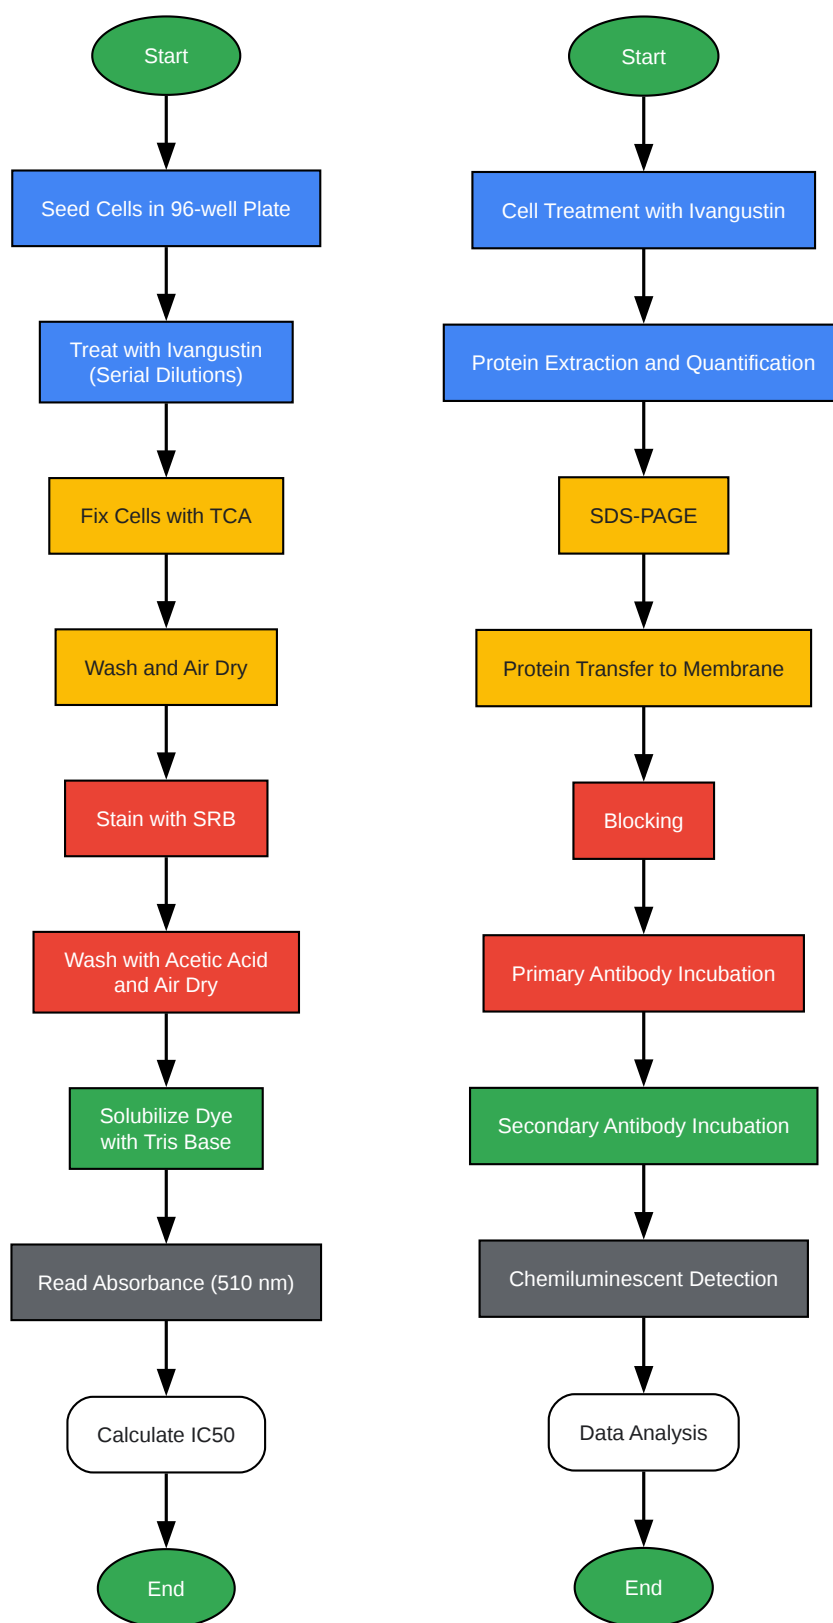 Start
Seed Cells in 96-well Plate
Treat with Ivangustin
(Serial Dilutions)
Fix Cells with TCA
Wash and Air Dry
Stain with SRB
Wash with Acetic Acid
and Air Dry
Solubilize Dye
with Tris Base
Read Absorbance (510 nm)
Calculate IC50
End
Start
Cell Treatment with Ivangustin
Protein Extraction and Quantification
SDS-PAGE
Protein Transfer to Membrane
Blocking
Primary Antibody Incubation
Secondary Antibody Incubation
Chemiluminescent Detection
Data Analysis
End